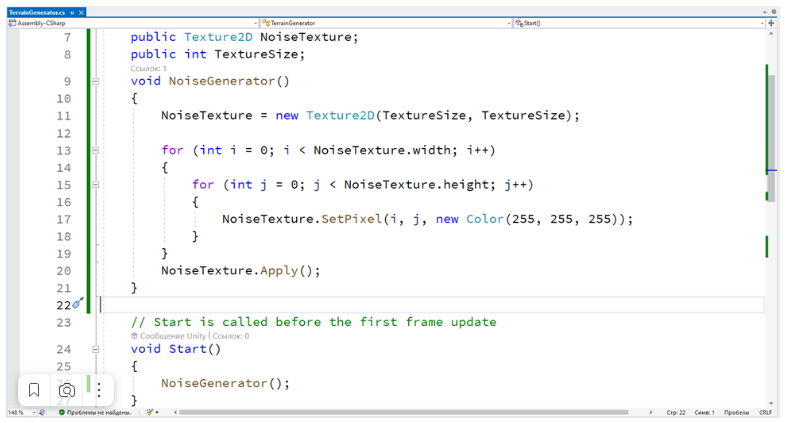 TerrainGenerator.cs
Assembly-CSharp TerrainGenerator Start()
7 public Texture2D NoiseTexture;
8 public int TextureSize;
Ссылок: 1
9 void NoiseGenerator()
10 {
11 NoiseTexture = new Texture2D(TextureSize, TextureSize);
12
13 for (int i = 0; i < NoiseTexture.width; i++)
14 {
15 for (int j = 0; j < NoiseTexture.height; j++)
16 {
17 NoiseTexture.SetPixel(i, j, new Color(255, 255, 255));
18 }
19 }
20 NoiseTexture.Apply();
21 }
22
23 // Start is called before the first frame update
Сообщение Unity | Ссылок: 0
24 void Start()
25 {
NoiseGenerator();
27 }
140 % Проблемы не найдены. Стр: 22 Симв: 1 Пробелы CRLF